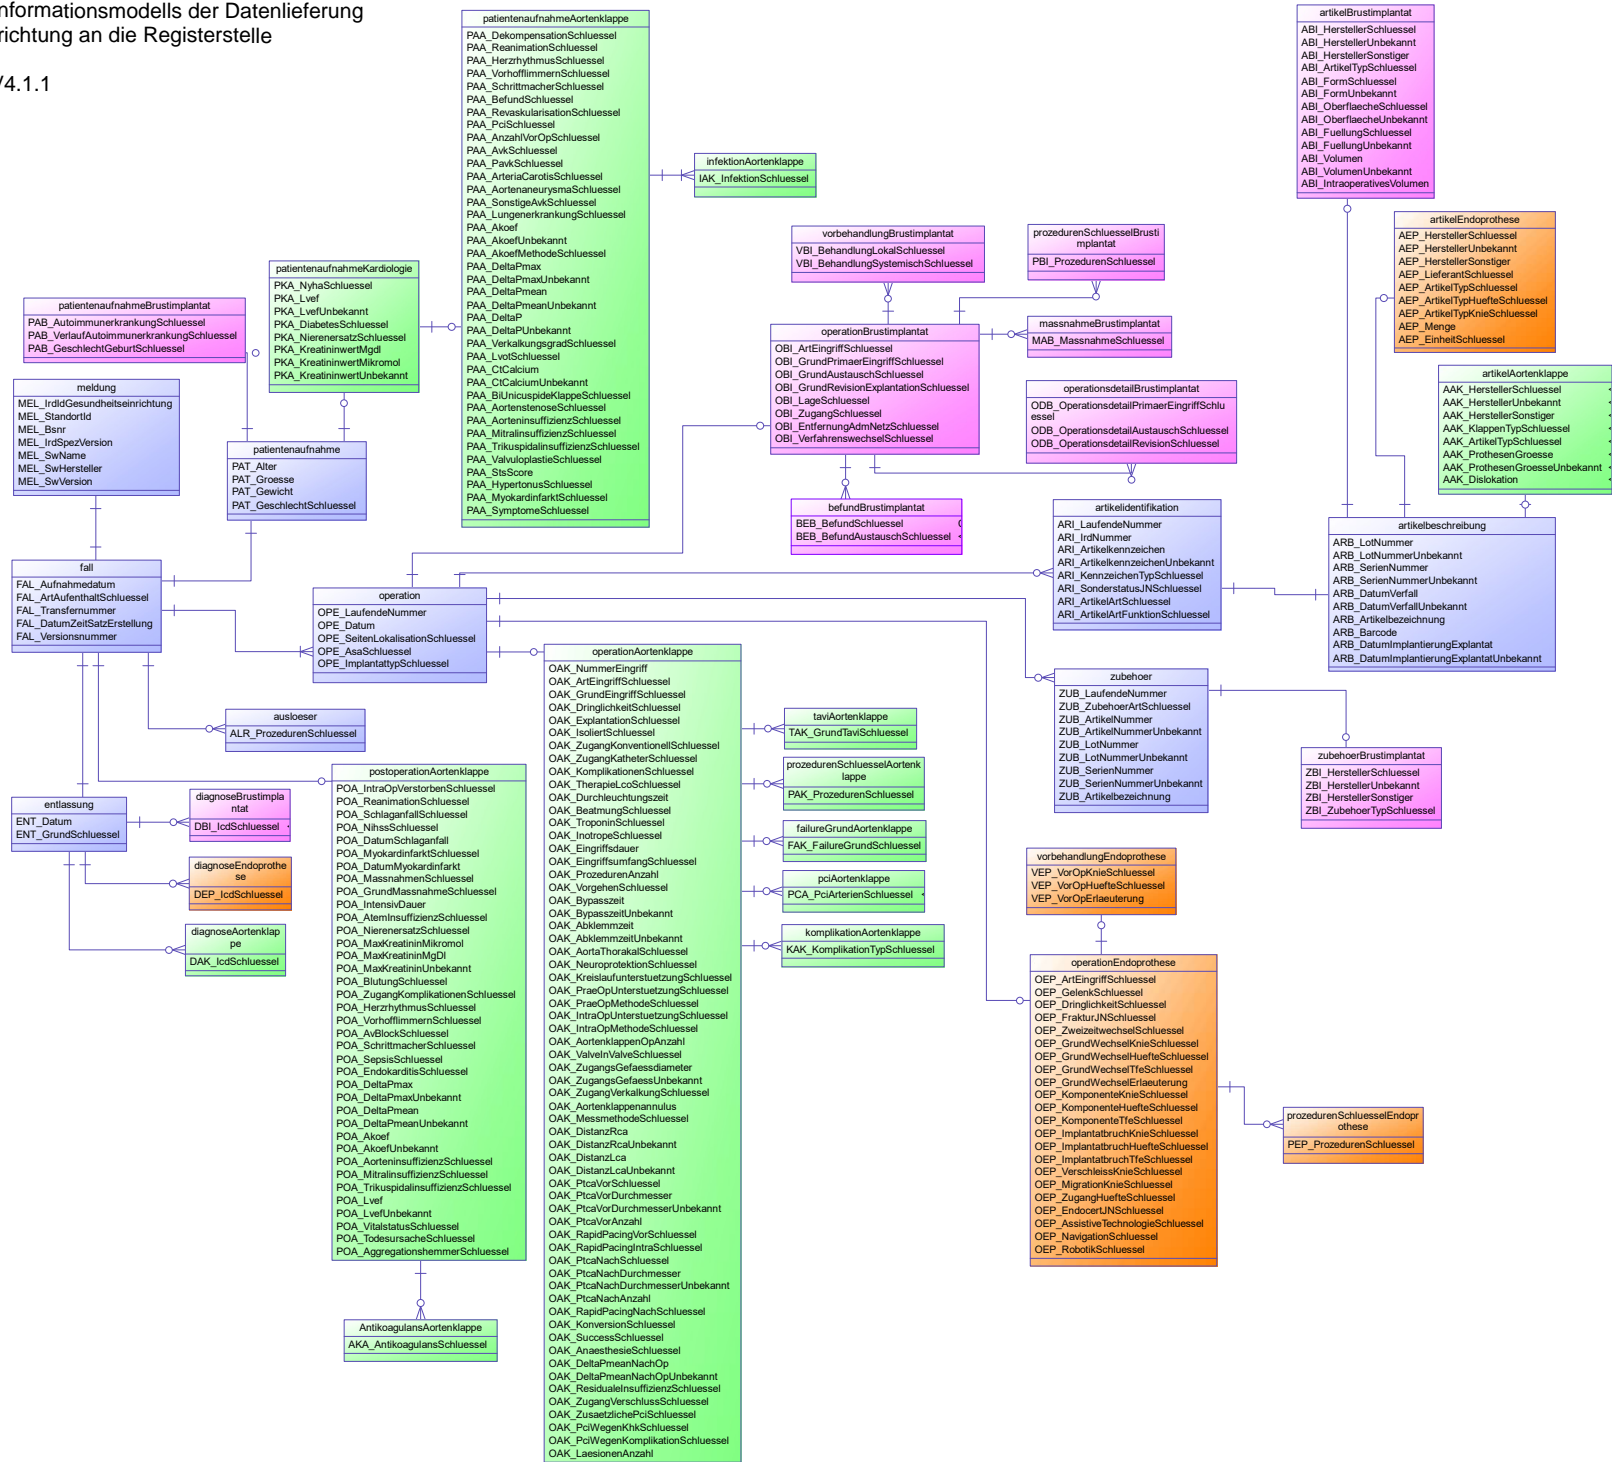 nformationsmodells der Datenlieferung
richtung an die Registerstelle
/4.1.1
patientenaufnahmeAortenklappe
PAA_DekompensationSchluessel
PAA_ReanimationSchluessel
PAA_HerzrhythmusSchluessel
PAA_VorhofflimmernSchluessel
PAA_SchrittmacherSchluessel
PAA_BefundSchluessel
PAA_RevaskularisationSchluessel
PAA_PciSchluessel
PAA_AnzahlVorOpSchluessel
PAA_AvkSchluessel
PAA_PavkSchluessel
PAA_ArteriaCarotisSchluessel
PAA_AortenaneurysmaSchluessel
PAA_SonstigeAvkSchluessel
PAA_LungenerkrankungSchluessel
PAA_Akoef
PAA_AkoefUnbekannt
PAA_AkoefMethodeSchluessel
PAA_DeltaPmax
PAA_DeltaPmaxUnbekannt
PAA_DeltaPmean
PAA_DeltaPmeanUnbekannt
PAA_DeltaP
PAA_DeltaPUnbekannt
PAA_VerkalkungsgradSchluessel
PAA_LvotSchluessel
PAA_CtCalcium
PAA_CtCalciumUnbekannt
PAA_BiUnicuspideKlappeSchluessel
PAA_AortenstenoseSchluessel
PAA_AorteninsuffizienzSchluessel
PAA_MitralinsuffizienzSchluessel
PAA_TrikuspidalinsuffizienzSchluessel
PAA_ValvuloplastieSchluessel
PAA_StsScore
PAA_HypertonusSchluessel
PAA_MyokardinfarktSchluessel
PAA_SymptomeSchluessel
infektionAortenklappe
IAK_InfektionSchluessel
artikelBrustimplantat
ABI_HerstellerSchluessel
ABI_HerstellerUnbekannt
ABI_HerstellerSonstiger
ABI_ArtikelTypSchluessel
ABI_FormSchluessel
ABI_FormUnbekannt
ABI_OberflaecheSchluessel
ABI_OberflaecheUnbekannt
ABI_FuellungSchluessel
ABI_FuellungUnbekannt
ABI_Volumen
ABI_VolumenUnbekannt
ABI_IntraoperativesVolumen
artikelEndoprothese
AEP_HerstellerSchluessel
AEP_HerstellerUnbekannt
AEP_HerstellerSonstiger
AEP_LieferantSchluessel
AEP_ArtikelTypSchluessel
AEP_ArtikelTypHuefteSchluessel
AEP_ArtikelTypKnieSchluessel
AEP_Menge
AEP_EinheitSchluessel
vorbehandlungBrustimplantat
VBI_BehandlungLokalSchluessel
VBI_BehandlungSystemischSchluessel
prozedurenSchluesselBrusti
mplantat
PBI_ProzedurenSchluessel
patientenaufnahmeKardiologie
PKA_NyhaSchluessel
PKA_Lvef
PKA_LvefUnbekannt
PKA_DiabetesSchluessel
PKA_NierenersatzSchluessel
PKA_KreatininwertMgdl
PKA_KreatininwertMikromol
PKA_KreatininwertUnbekannt
patientenaufnahmeBrustimplantat
PAB_AutoimmunerkrankungSchluessel
PAB_VerlaufAutoimmunerkrankungSchluessel
PAB_GeschlechtGeburtSchluessel
operationBrustimplantat
OBI_ArtEingriffSchluessel
OBI_GrundPrimaerEingriffSchluessel
OBI_GrundAustauschSchluessel
OBI_GrundRevisionExplantationSchluessel
OBI_LageSchluessel
OBI_ZugangSchluessel
OBI_EntfernungAdmNetzSchluessel
OBI_VerfahrenswechselSchluessel
massnahmeBrustimplantat
MAB_MassnahmeSchluessel
operationsdetailBrustimplantat
ODB_OperationsdetailPrimaerEingriffSchlu
essel
ODB_OperationsdetailAustauschSchluessel
ODB_OperationsdetailRevisionSchluessel
artikelAortenklappe
AAK_HerstellerSchluessel
AAK_HerstellerUnbekannt
AAK_HerstellerSonstiger
AAK_KlappenTypSchluessel
AAK_ArtikelTypSchluessel
AAK_ProthesenGroesse
AAK_ProthesenGroesseUnbekannt
AAK_Dislokation
meldung
MEL_IrdIdGesundheitseinrichtung
MEL_StandortId
MEL_Bsnr
MEL_IrdSpezVersion
MEL_SwName
MEL_SwHersteller
MEL_SwVersion
patientenaufnahme
PAT_Alter
PAT_Groesse
PAT_Gewicht
PAT_GeschlechtSchluessel
befundBrustimplantat
BEB_BefundSchluessel
BEB_BefundAustauschSchluessel
artikelidentifikation
ARI_LaufendeNummer
ARI_IrdNummer
ARI_Artikelkennzeichen
ARI_ArtikelkennzeichenUnbekannt
ARI_KennzeichenTypSchluessel
ARI_SonderstatusJNSchluessel
ARI_ArtikelArtSchluessel
ARI_ArtikelArtFunktionSchluessel
artikelbeschreibung
ARB_LotNummer
ARB_LotNummerUnbekannt
ARB_SerienNummer
ARB_SerienNummerUnbekannt
ARB_DatumVerfall
ARB_DatumVerfallUnbekannt
ARB_Artikelbezeichnung
ARB_Barcode
ARB_DatumImplantierungExplantat
ARB_DatumImplantierungExplantatUnbekannt
fall
FAL_Aufnahmedatum
FAL_ArtAufenthaltSchluessel
FAL_Transfernummer
FAL_DatumZeitSatzErstellung
FAL_Versionsnummer
operation
OPE_LaufendeNummer
OPE_Datum
OPE_SeitenLokalisationSchluessel
OPE_AsaSchluessel
OPE_ImplantattypSchluessel
operationAortenklappe
OAK_NummerEingriff
OAK_ArtEingriffSchluessel
OAK_GrundEingriffSchluessel
OAK_DringlichkeitSchluessel
OAK_ExplantationSchluessel
OAK_IsoliertSchluessel
OAK_ZugangKonventionellSchluessel
OAK_ZugangKatheterSchluessel
OAK_KomplikationenSchluessel
OAK_TherapieLcoSchluessel
OAK_Durchleuchtungszeit
OAK_BeatmungSchluessel
OAK_TroponinSchluessel
OAK_InotropeSchluessel
OAK_Eingriffsdauer
OAK_EingriffsumfangSchluessel
OAK_ProzedurenAnzahl
OAK_VorgehenSchluessel
OAK_Bypasszeit
OAK_BypasszeitUnbekannt
OAK_Abklemmzeit
OAK_AbklemmzeitUnbekannt
OAK_AortaThorakalSchluessel
OAK_NeuroprotektionSchluessel
OAK_KreislaufunterstuetzungSchluessel
OAK_PraeOpUnterstuetzungSchluessel
OAK_PraeOpMethodeSchluessel
OAK_IntraOpUnterstuetzungSchluessel
OAK_IntraOpMethodeSchluessel
OAK_AortenklappenOpAnzahl
OAK_ValveInValveSchluessel
OAK_ZugangsGefaessdiameter
OAK_ZugangsGefaessUnbekannt
OAK_ZugangVerkalkungSchluessel
OAK_Aortenklappenannulus
OAK_MessmethodeSchluessel
OAK_DistanzRca
OAK_DistanzRcaUnbekannt
OAK_DistanzLca
OAK_DistanzLcaUnbekannt
OAK_PtcaVorSchluessel
OAK_PtcaVorDurchmesser
OAK_PtcaVorDurchmesserUnbekannt
OAK_PtcaVorAnzahl
OAK_RapidPacingVorSchluessel
OAK_RapidPacingIntraSchluessel
OAK_PtcaNachSchluessel
OAK_PtcaNachDurchmesser
OAK_PtcaNachDurchmesserUnbekannt
OAK_PtcaNachAnzahl
OAK_RapidPacingNachSchluessel
OAK_KonversionSchluessel
OAK_SuccessSchluessel
OAK_AnaesthesieSchluessel
OAK_DeltaPmeanNachOp
OAK_DeltaPmeanNachOpUnbekannt
OAK_ResidualeInsuffizienzSchluessel
OAK_ZugangVerschlussSchluessel
OAK_ZusaetzlichePciSchluessel
OAK_PciWegenKhkSchluessel
OAK_PciWegenKomplikationSchluessel
OAK_LaesionenAnzahl
zubehoer
ZUB_LaufendeNummer
ZUB_ZubehoerArtSchluessel
ZUB_ArtikelNummer
ZUB_ArtikelNummerUnbekannt
ZUB_LotNummer
ZUB_LotNummerUnbekannt
ZUB_SerienNummer
ZUB_SerienNummerUnbekannt
ZUB_Artikelbezeichnung
zubehoerBrustimplantat
ZBI_HerstellerSchluessel
ZBI_HerstellerUnbekannt
ZBI_HerstellerSonstiger
ZBI_ZubehoerTypSchluessel
ausloeser
ALR_ProzedurenSchluessel
taviAortenklappe
TAK_GrundTaviSchluessel
prozedurenSchluesselAortenk
lappe
PAK_ProzedurenSchluessel
failureGrundAortenklappe
FAK_FailureGrundSchluessel
pciAortenklappe
PCA_PciArterienSchluessel
komplikationAortenklappe
KAK_KomplikationTypSchluessel
postoperationAortenklappe
POA_IntraOpVerstorbenSchluessel
POA_ReanimationSchluessel
POA_SchlaganfallSchluessel
POA_NihssSchluessel
POA_DatumSchlaganfall
POA_MyokardinfarktSchluessel
POA_DatumMyokardinfarkt
POA_MassnahmenSchluessel
POA_GrundMassnahmeSchluessel
POA_IntensivDauer
POA_AtemInsuffizienzSchluessel
POA_NierenersatzSchluessel
POA_MaxKreatininMikromol
POA_MaxKreatininMgDl
POA_MaxKreatininUnbekannt
POA_BlutungSchluessel
POA_ZugangKomplikationenSchluessel
POA_HerzrhythmusSchluessel
POA_VorhofflimmernSchluessel
POA_AvBlockSchluessel
POA_SchrittmacherSchluessel
POA_SepsisSchluessel
POA_EndokarditisSchluessel
POA_DeltaPmax
POA_DeltaPmaxUnbekannt
POA_DeltaPmean
POA_DeltaPmeanUnbekannt
POA_Akoef
POA_AkoefUnbekannt
POA_AorteninsuffizienzSchluessel
POA_MitralinsuffizienzSchluessel
POA_TrikuspidalinsuffizienzSchluessel
POA_Lvef
POA_LvefUnbekannt
POA_VitalstatusSchluessel
POA_TodesursacheSchluessel
POA_AggregationshemmerSchluessel
entlassung
ENT_Datum
ENT_GrundSchluessel
diagnoseBrustimpla
ntat
DBI_IcdSchluessel
diagnoseEndoprothe
se
DEP_IcdSchluessel
diagnoseAortenklap
pe
DAK_IcdSchluessel
vorbehandlungEndoprothese
VEP_VorOpKnieSchluessel
VEP_VorOpHuefteSchluessel
VEP_VorOpErlaeuterung
operationEndoprothese
OEP_ArtEingriffSchluessel
OEP_GelenkSchluessel
OEP_DringlichkeitSchluessel
OEP_FrakturJNSchluessel
OEP_ZweizeitwechselSchluessel
OEP_GrundWechselKnieSchluessel
OEP_GrundWechselHuefteSchluessel
OEP_GrundWechselTfeSchluessel
OEP_GrundWechselErlaeuterung
OEP_KomponenteKnieSchluessel
OEP_KomponenteHuefteSchluessel
OEP_KomponenteTfeSchluessel
OEP_ImplantatbruchKnieSchluessel
OEP_ImplantatbruchHuefteSchluessel
OEP_ImplantatbruchTfeSchluessel
OEP_VerschleissKnieSchluessel
OEP_MigrationKnieSchluessel
OEP_ZugangHuefteSchluessel
OEP_EndocertJNSchluessel
OEP_AssistiveTechnologieSchluessel
OEP_NavigationSchluessel
OEP_RobotikSchluessel
prozedurenSchluesselEndopr
othese
PEP_ProzedurenSchluessel
AntikoagulansAortenklappe
AKA_AntikoagulansSchluessel